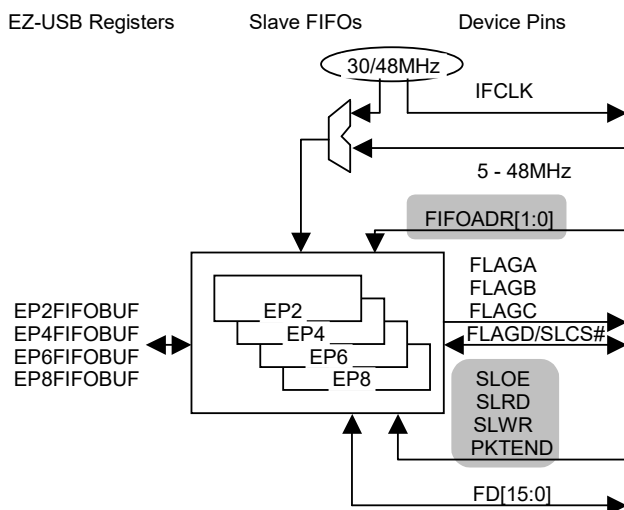 EZ-USB Registers Slave FIFOs Device Pins
30/48MHz
IFCLK
5 - 48MHz
FIFOADR[1:0]
FLAGA
FLAGB
FLAGC
FLAGD/SLCS#
EP2FIFOBUF
EP4FIFOBUF
EP6FIFOBUF
EP8FIFOBUF
EP2
EP4
EP6
EP8
SLOE
SLRD
SLWR
PKTEND
FD[15:0]